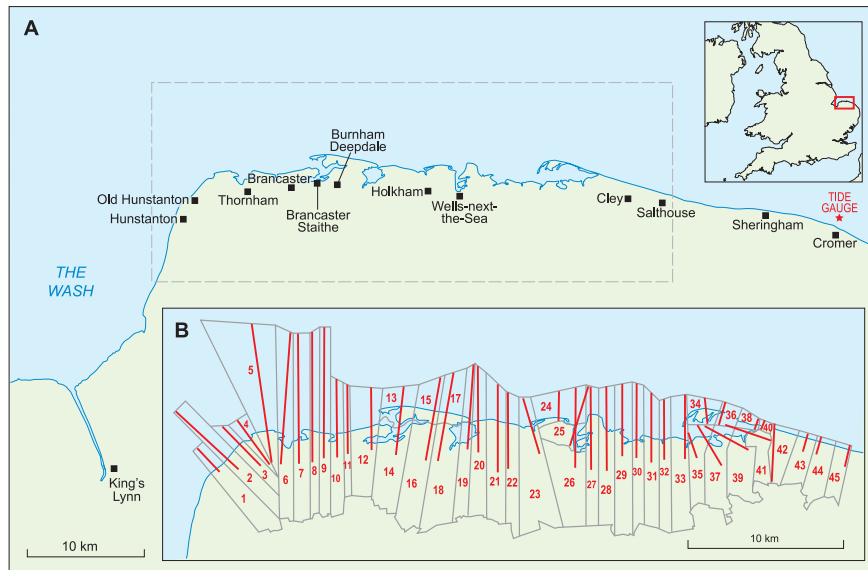 A
Burnham
Deepdale
Brancaster
Old Hunstanton
Thornham
Hunstanton
Brancaster
Staithe
Holkham
Wells-next-
the-Sea
Cley
Salthouse
TIDE
GAUGE
Sheringham
Cromer
THE
WASH
King's
Lynn
10 km
B
5
4
3
2
1
6
7
8
9
10
11
12
13
14
15
16
17
18
19
20
21
22
23
24
25
26
27
28
29
30
31
32
33
34
35
36
37
38
39
40
41
42
43
44
45
10 km